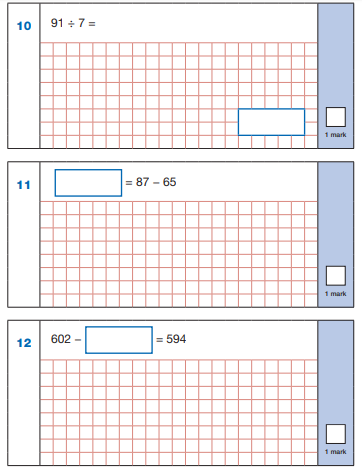 10
91 ÷ 7 =
1 mark
11
= 87 − 65
1 mark
12
602 − = 594
1 mark